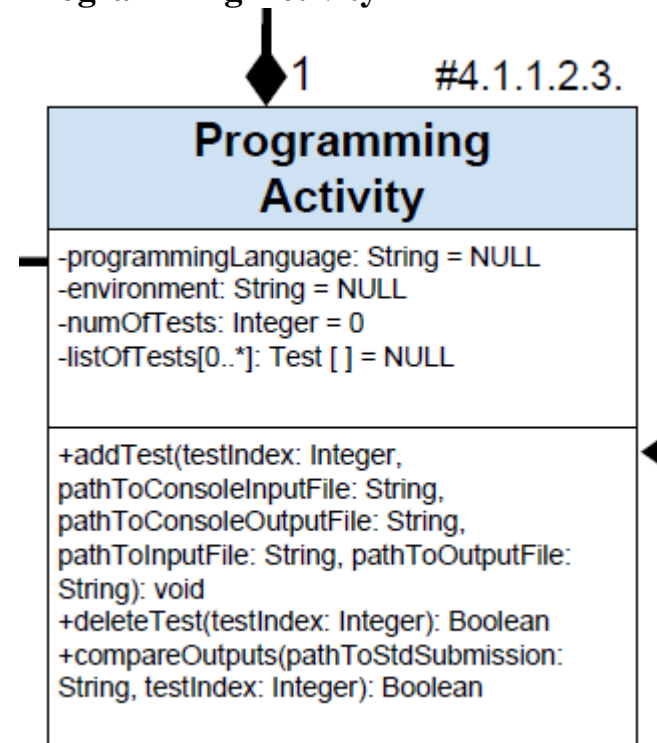 1 #4.1.1.2.3.
Programming
Activity
-programmingLanguage: String = NULL
-environment: String = NULL
-numOfTests: Integer = 0
-listOfTests[0..*]: Test [ ] = NULL
+addTest(testIndex: Integer,
pathToConsoleInputFile: String,
pathToConsoleOutputFile: String,
pathToInputFile: String, pathToOutputFile:
String): void
+deleteTest(testIndex: Integer): Boolean
+compareOutputs(pathToStdSubmission:
String, testIndex: Integer): Boolean